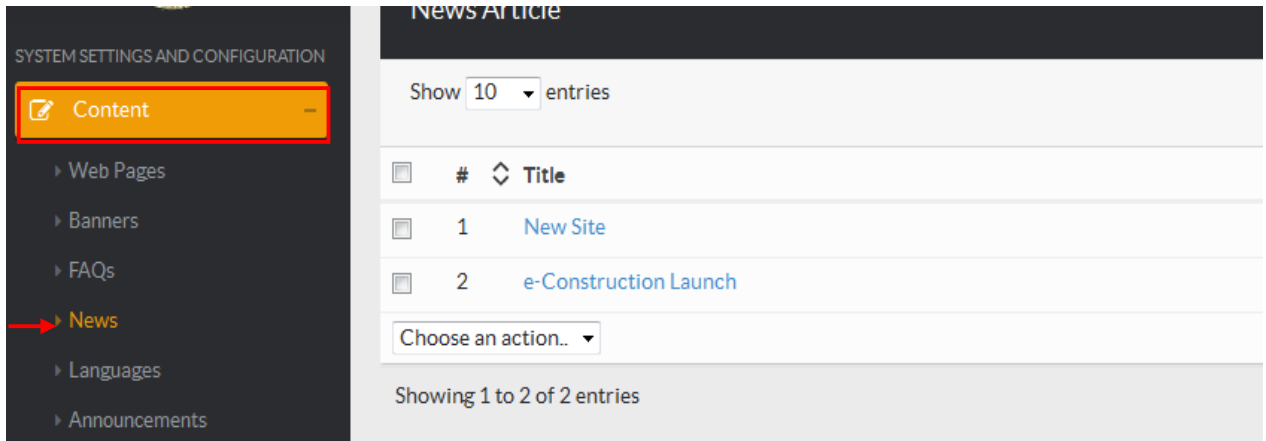 News Article
SYSTEM SETTINGS AND CONFIGURATION
Content
Web Pages
Banners
FAQs
News
Languages
Announcements
Show 10 entries
# Title
1 New Site
2 e-Construction Launch
Choose an action..
Showing 1 to 2 of 2 entries